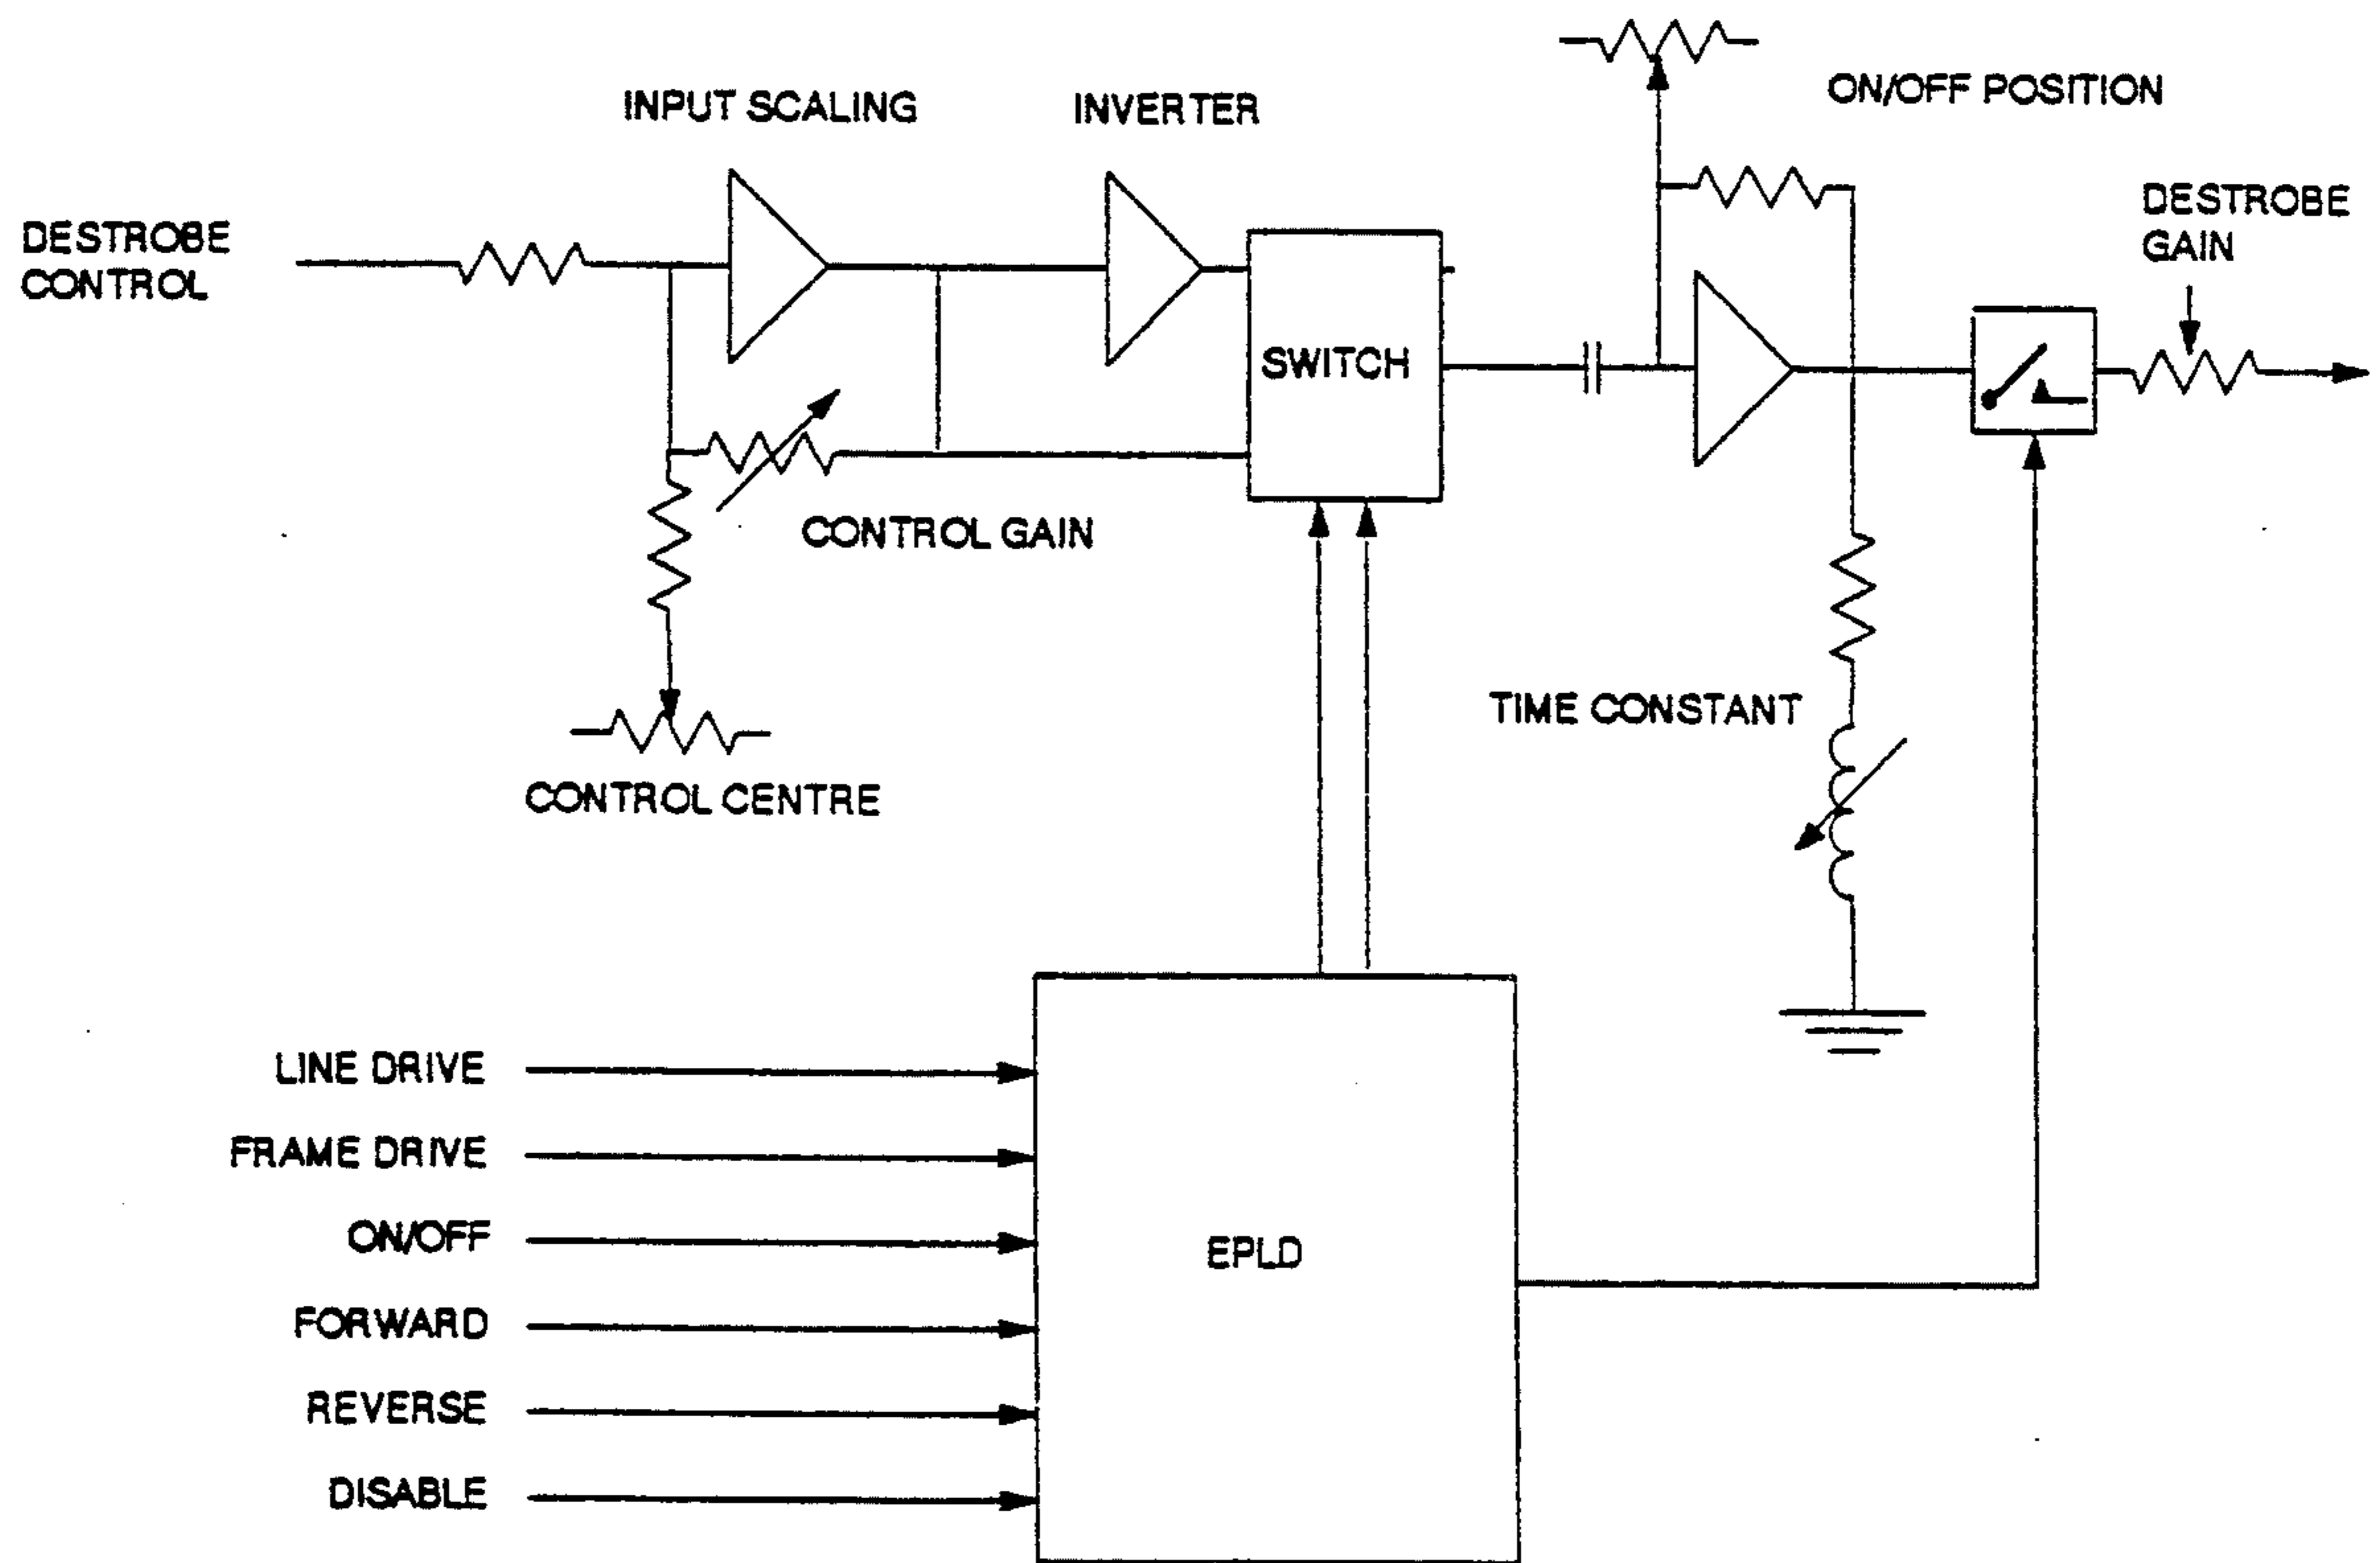 INPUT SCALING
INVERTER
ON/OFF POSITION
DESTROBE
GAIN
DESTROBE
CONTROL
SWITCH
CONTROL GAIN
TIME CONSTANT
CONTROL CENTRE
LINE DRIVE
FRAME DRIVE
ON/OFF
EPLD
FORWARD
REVERSE
DISABLE